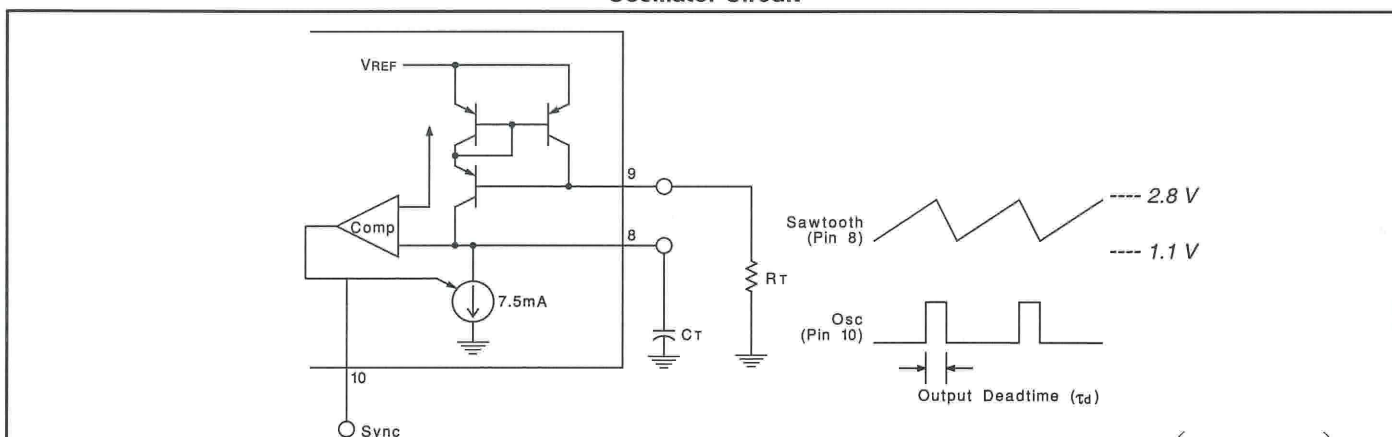 Oscillator Circuit
VREF
9
Comp
8
7.5mA
RT
CT
10
Sync
Sawtooth
(Pin 8)
---- 2.8 V
---- 1.1 V
Osc
(Pin 10)
Output Deadtime (τd)